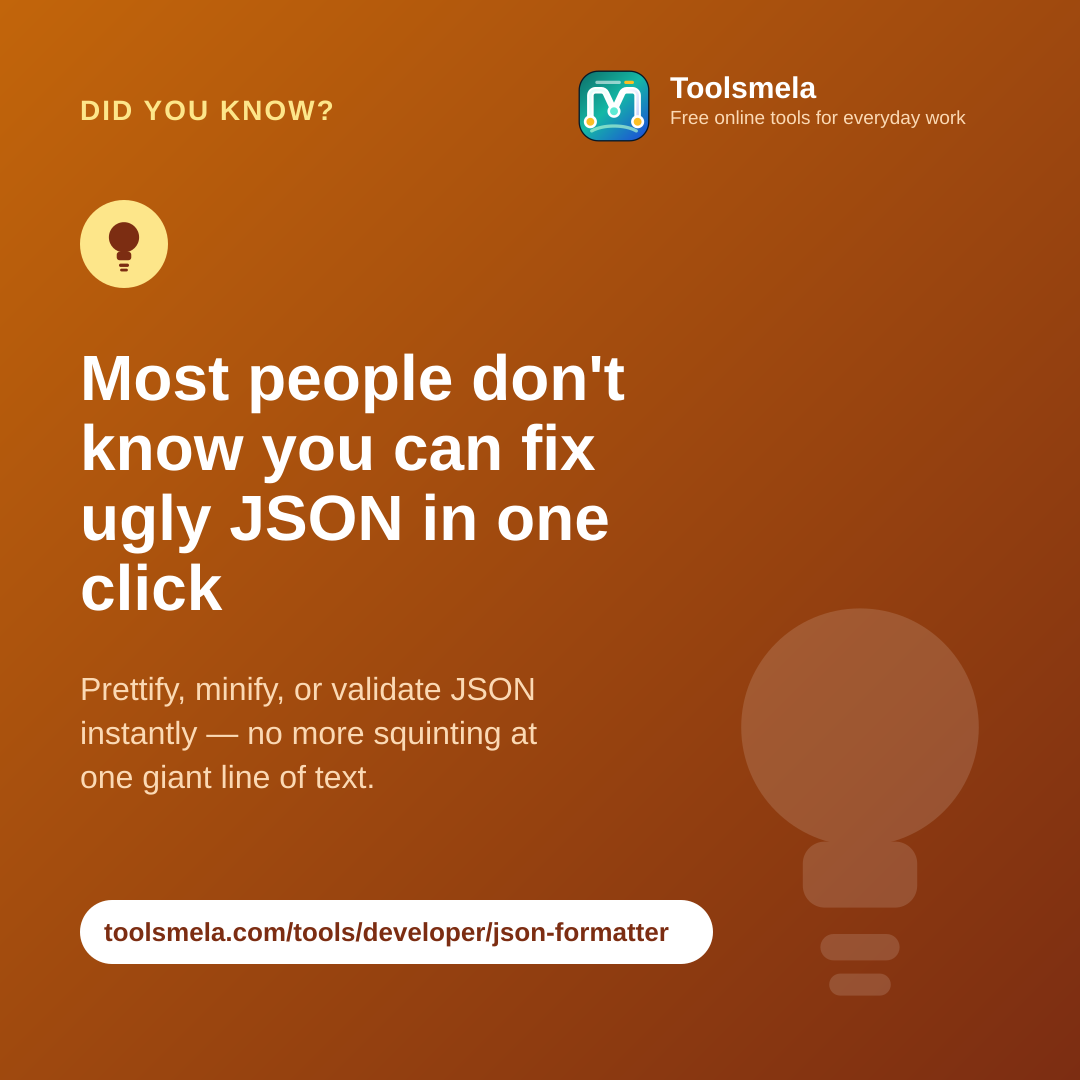 DID YOU KNOW?
Toolsmela
Free online tools for everyday work
Most people don't
know you can fix
ugly JSON in one
click
Prettify, minify, or validate JSON
instantly — no more squinting at
one giant line of text.
toolsmela.com/tools/developer/json-formatter